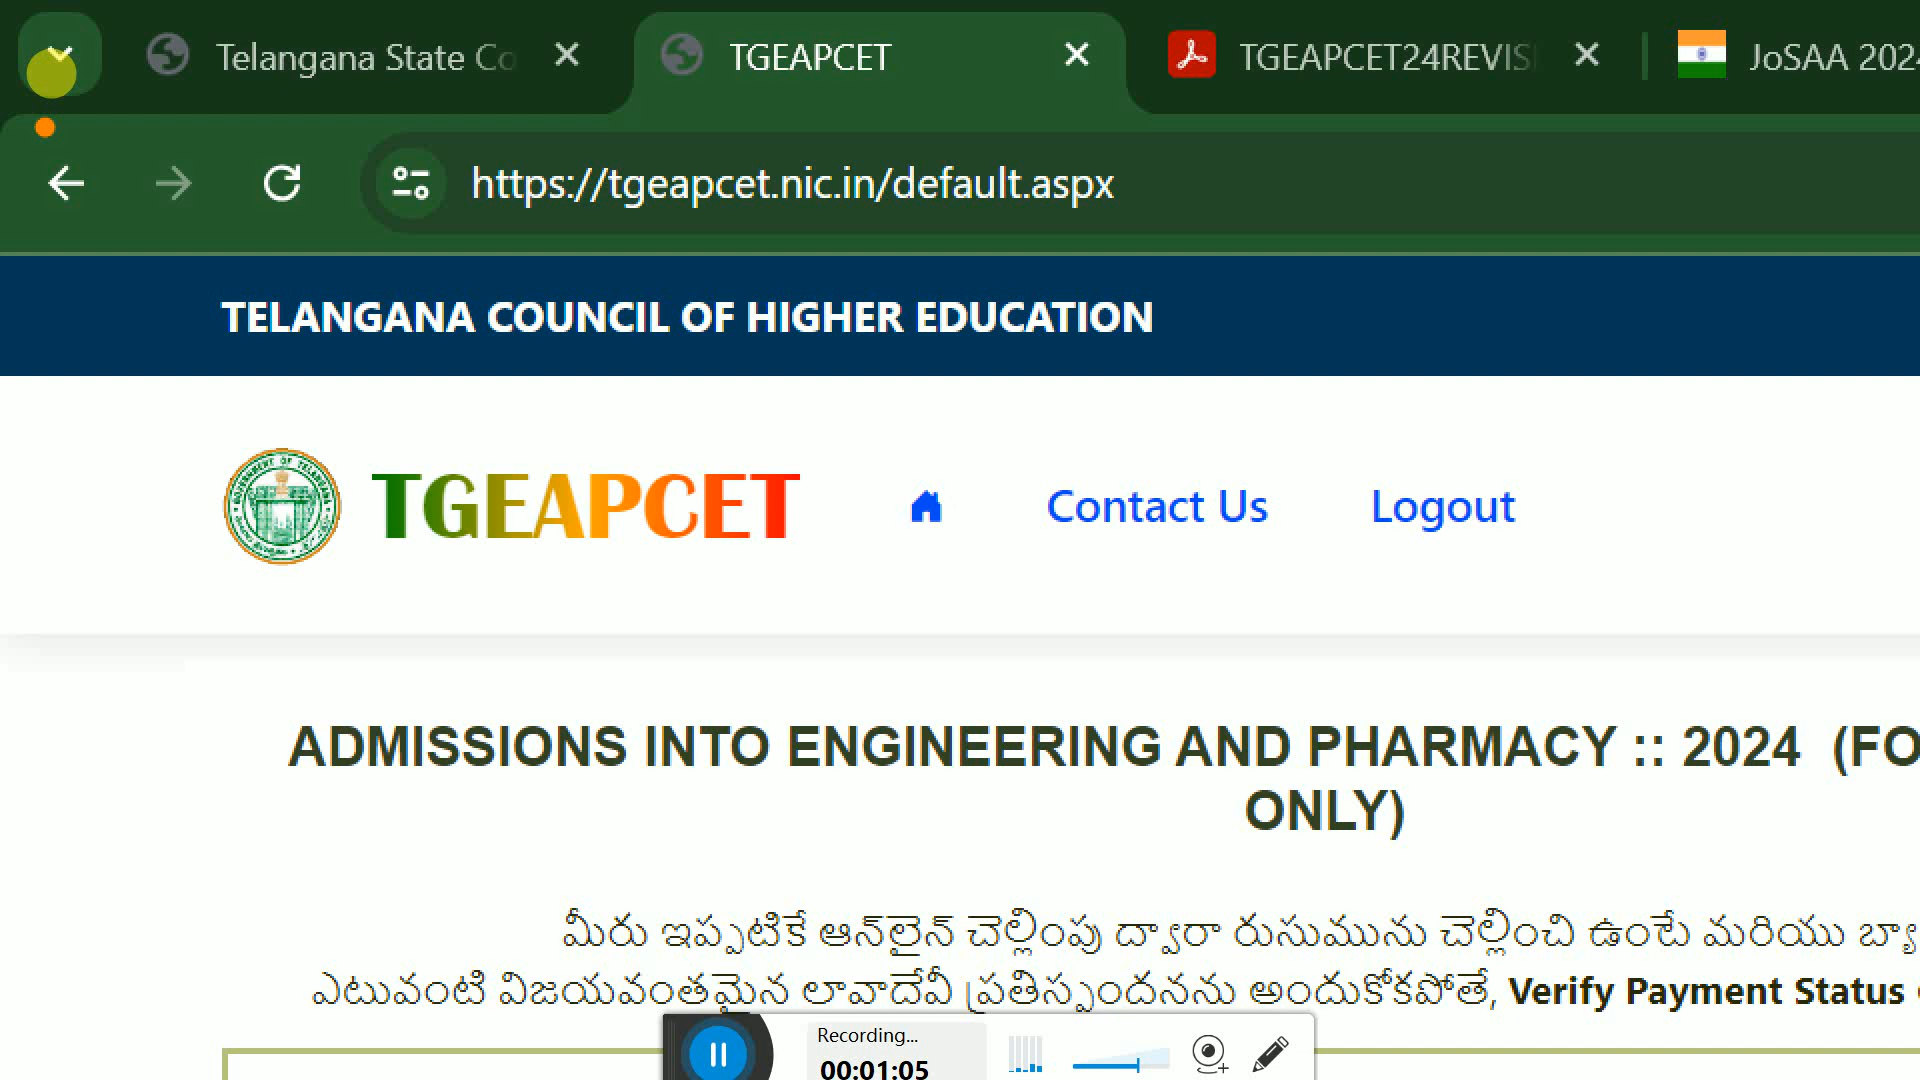 Telangana State Co
TGEAPCET
TGEAPCET24REVIS
JoSAA 2024
https://tgeapcet.nic.in/default.aspx
TELANGANA COUNCIL OF HIGHER EDUCATION
TGEAPCET
Contact Us
Logout
ADMISSIONS INTO ENGINEERING AND PHARMACY :: 2024 (FO
ONLY)
మీరు ఇప్పటికే ఆన్‌లైన్ చెల్లింపు ద్వారా రుసుమును చెల్లించి ఉంటే మరియు బ్యా
ఎటువంటి విజయవంతమైన లావాదేవీ ప్రతిస్పందనను అందుకోకపోతే, Verify Payment Status
Recording...
00:01:05